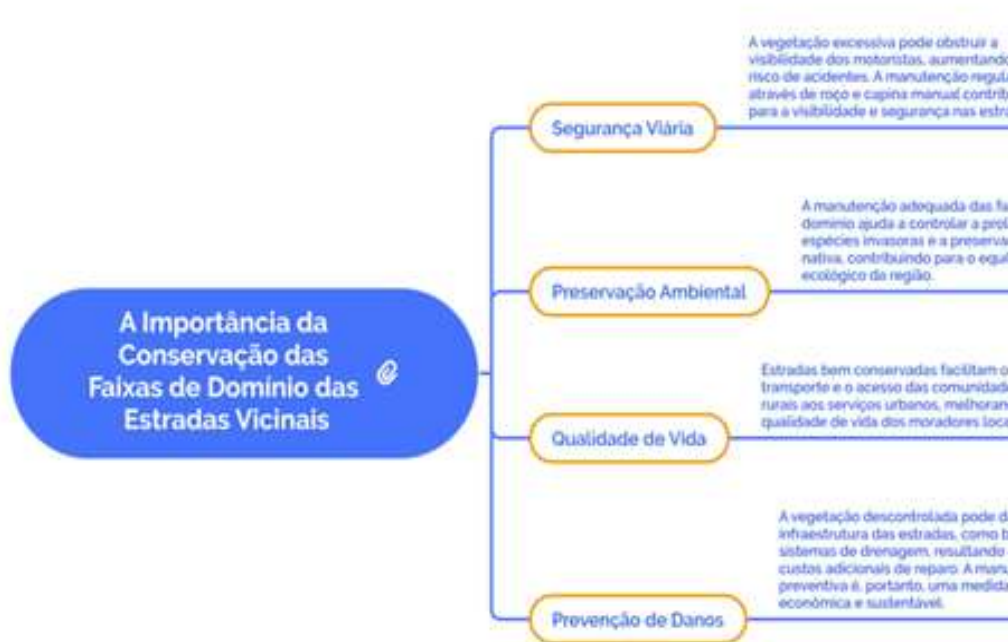 A Importância da
Conservação das
Faixas de Domínio das
Estradas Vicinais
Segurança Viária
A vegetação excessiva pode obstruir a
visibilidade dos motoristas, aumentando
risco de acidentes. A manutenção
através de roço e capina manual
para a visibilidade e segurança nas
Preservação Ambiental
A manutenção adequada das
domínio ajuda a controlar a
espécies invasoras e a
nativa, contribuindo para o
ecológico da região.
Qualidade de Vida
Estradas bem conservadas facilitam o
transporte e o acesso das
rurais aos serviços urbanos,
qualidade de vida dos moradores
Prevenção de Danos
A vegetação descontrolada pode
infraestrutura das estradas, como
sistemas de drenagem, resultando
custos adicionais de reparo. A
preventiva é, portanto, uma medida
econômica e sustentável.